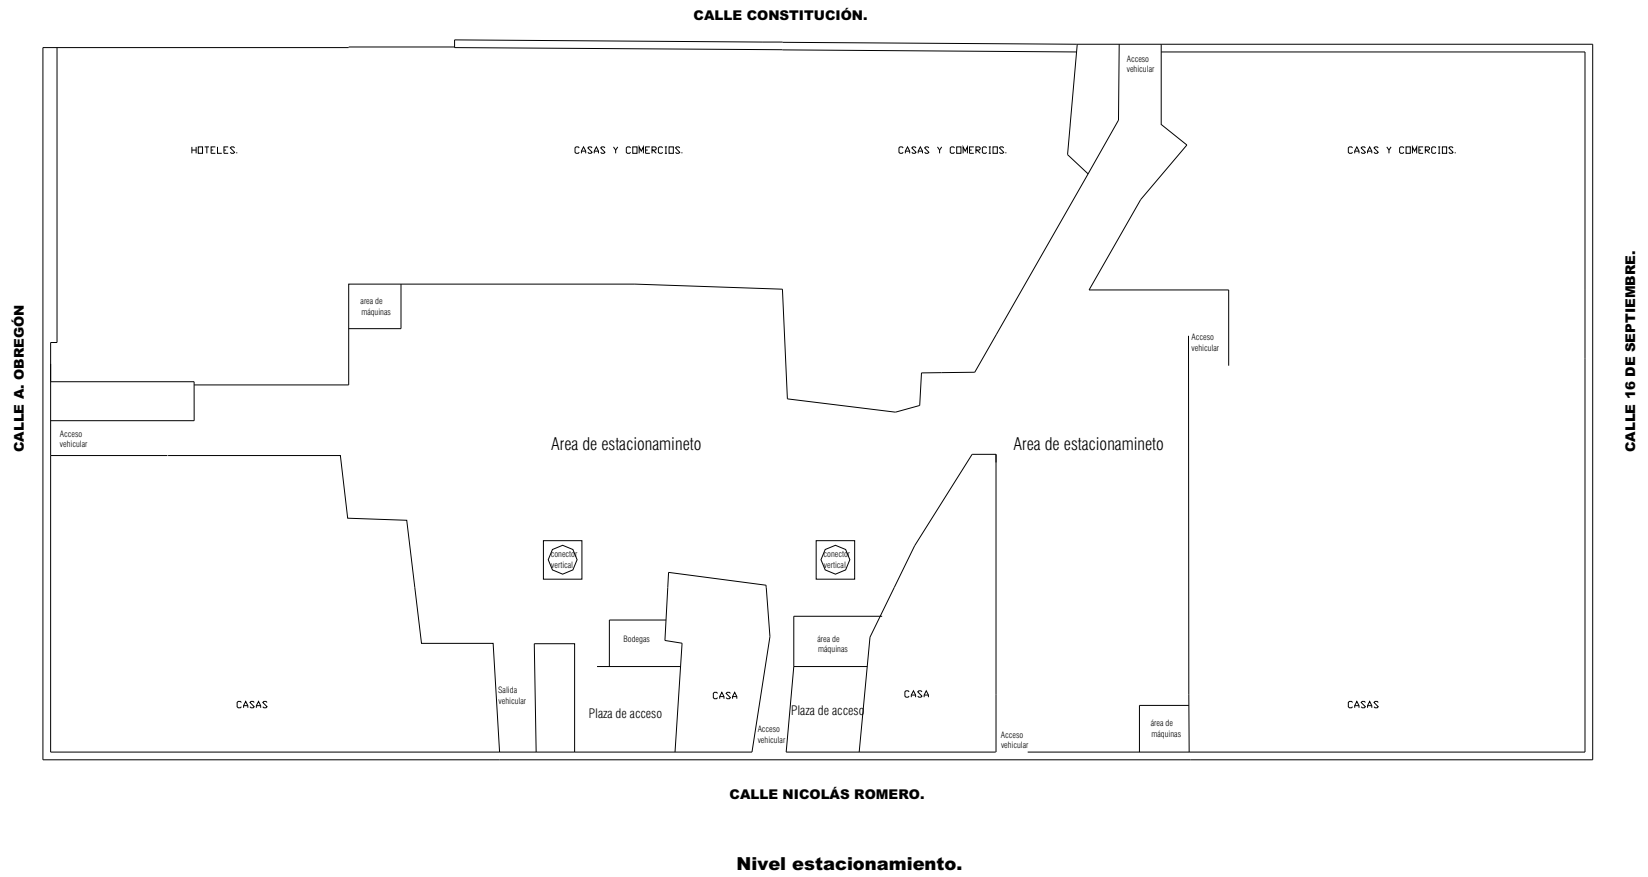 CALLE CONSTITUCIÓN.
Acceso
vehicular
HOTELES.
CASAS Y COMERCIOS.
CASAS Y COMERCIOS.
CASAS Y COMERCIOS.
CALLE A. OBREGÓN
CALLE 16 DE SEPTIEMBRE.
area de
máquinas
Acceso
vehicular
Acceso
vehicular
Area de estacionamineto
Area de estacionamineto
conector
vertical
conector
vertical
Bodegas
área de
máquinas
Salida
vehicular
CASAS
Plaza de acceso
CASA
Acceso
vehicular
Plaza de acceso
CASA
Acceso
vehicular
área de
máquinas
CASAS
CALLE NICOLÁS ROMERO.
Nivel estacionamiento.